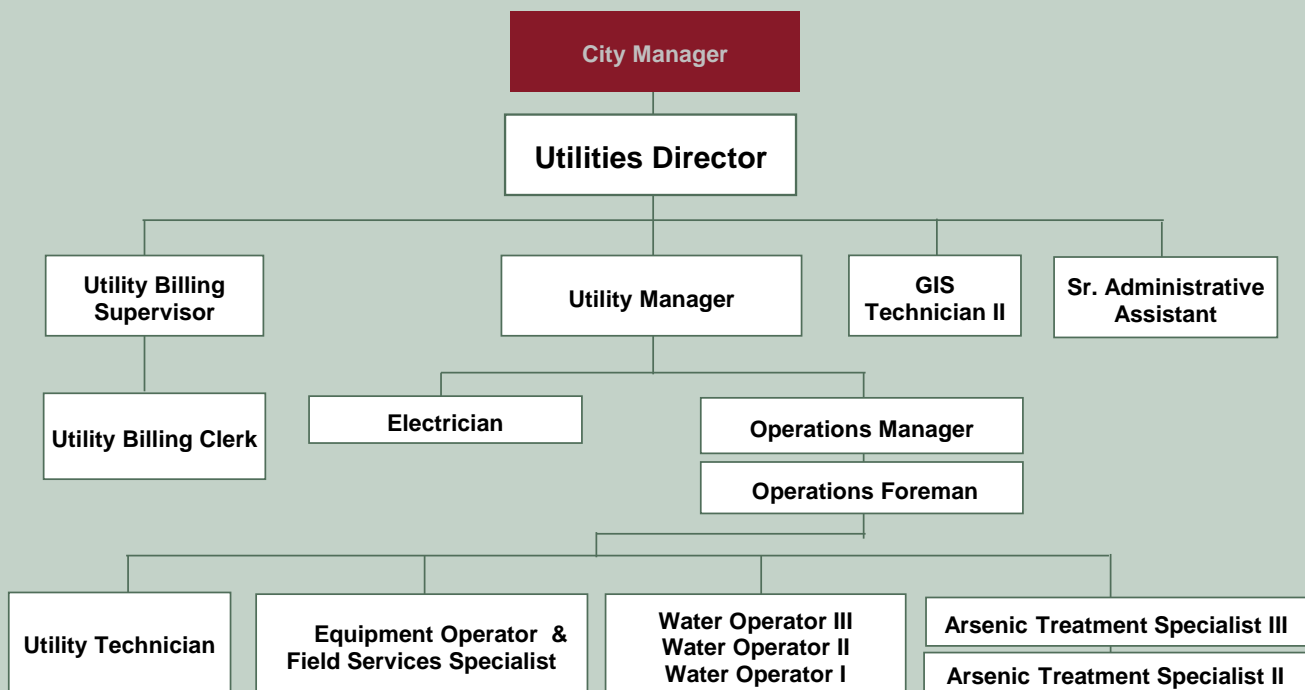 City Manager
Utilities Director
Utility Billing
Supervisor
Utility Manager
GIS
Technician II
Sr. Administrative
Assistant
Utility Billing Clerk
Electrician
Operations Manager
Operations Foreman
Utility Technician
Equipment Operator &
Field Services Specialist
Water Operator III
Water Operator II
Water Operator I
Arsenic Treatment Specialist III
Arsenic Treatment Specialist II